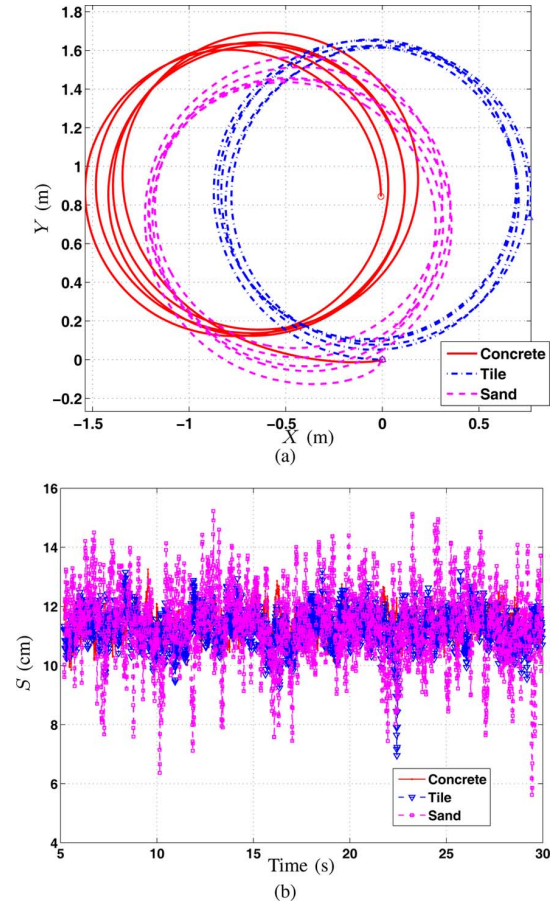 1.8
1.6
1.4
1.2
1
0.8
0.6
0.4
0.2
0
−0.2
Y (m)
−1.5 −1 −0.5 0 0.5
X (m)
Concrete
Tile
Sand
(a)
16
14
12
10
8
6
4
S (cm)
Concrete
Tile
Sand
5 10 15 20 25 30
Time (s)
(b)